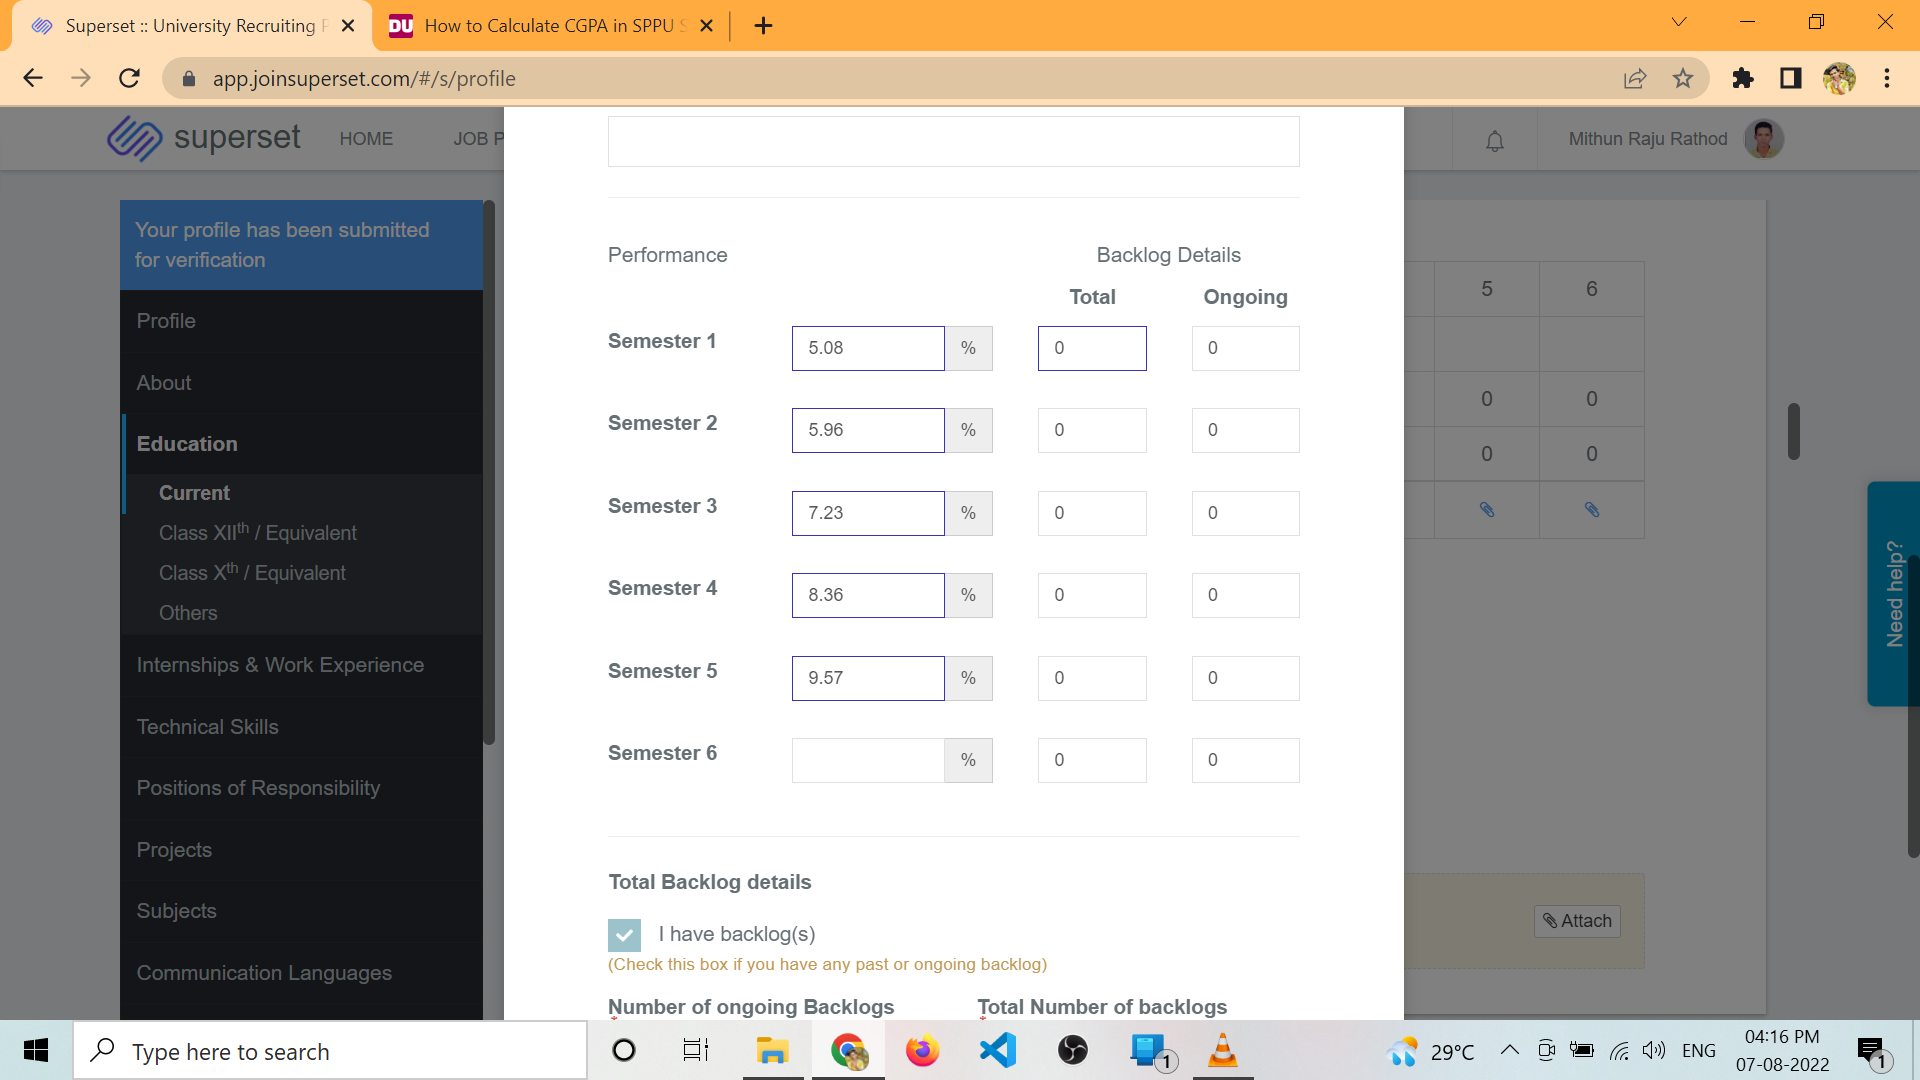 Superset :: University Recruiting
How to Calculate CGPA in SPPU
app.joinsuperset.com/#/s/profile
superset
HOME
JOB P
Mithun Raju Rathod
Your profile has been submitted
for verification
Profile
About
Education
Current
Class XIIth / Equivalent
Class Xth / Equivalent
Others
Internships & Work Experience
Technical Skills
Positions of Responsibility
Projects
Subjects
Communication Languages
Performance
Backlog Details
Total Ongoing
Semester 1 5.08 % 0 0
Semester 2 5.96 % 0 0
Semester 3 7.23 % 0 0
Semester 4 8.36 % 0 0
Semester 5 9.57 % 0 0
Semester 6 % 0 0
Total Backlog details
I have backlog(s)
(Check this box if you have any past or ongoing backlog)
Number of ongoing Backlogs
*
Total Number of backlogs
*
5 6
0 0
0 0
Attach
Need help?
Type here to search
1
29°C
ENG
04:16 PM
07-08-2022
1